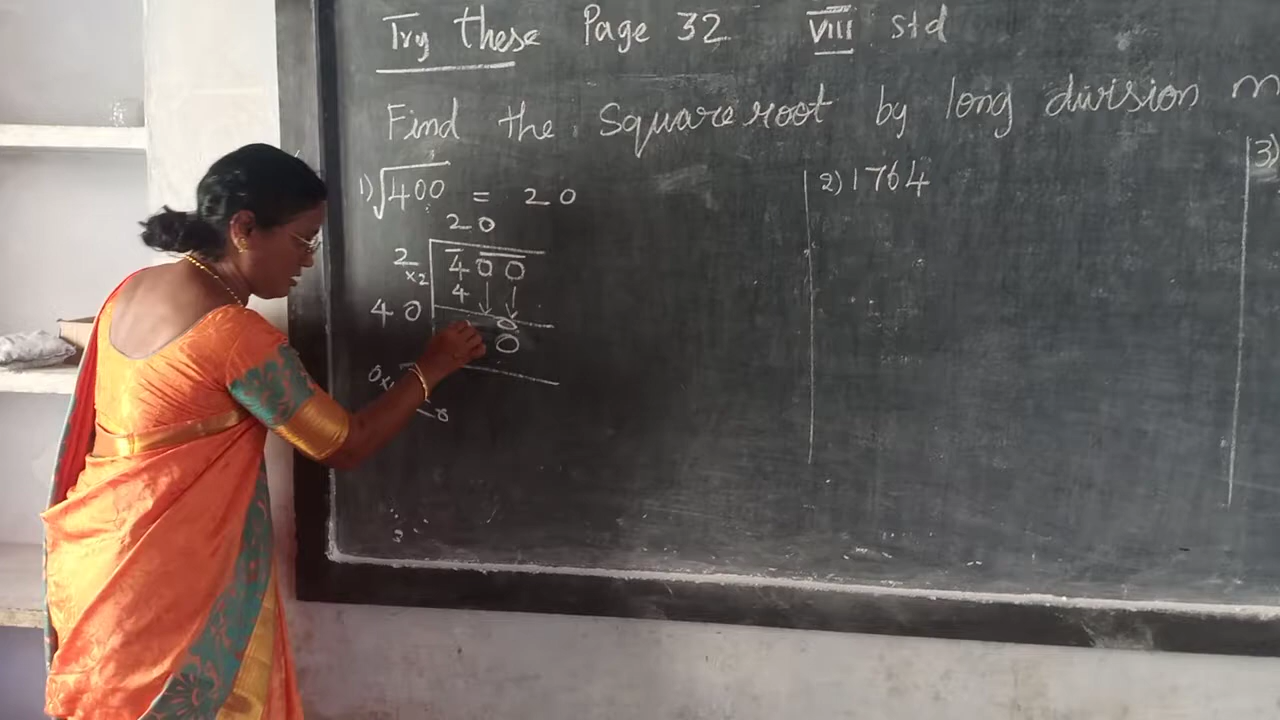 Try these Page 32 VIII std
Find the Square root by long division
1) √400 = 20
2) 1764
3)
20
2 400
×2 4
40 0
0